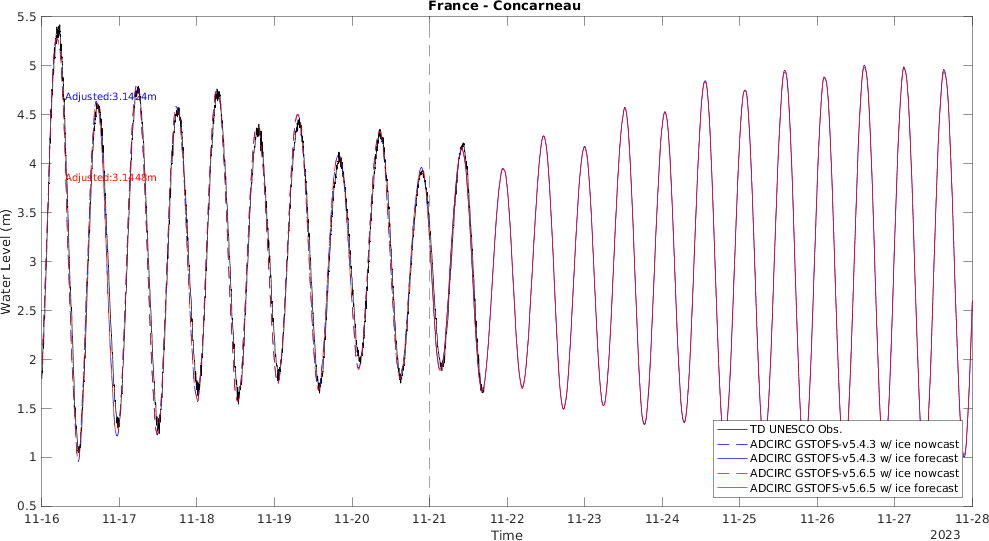 France - Concarneau
Water Level (m)
5.5
5
4.5
4
3.5
3
2.5
2
1.5
1
0.5
Adjusted:3.1424m
Adjusted:3.1448m
TD UNESCO Obs.
ADCIRC GSTOFS-v5.4.3 w/ ice nowcast
ADCIRC GSTOFS-v5.4.3 w/ ice forecast
ADCIRC GSTOFS-v5.6.5 w/ ice nowcast
ADCIRC GSTOFS-v5.6.5 w/ ice forecast
11-16 11-17 11-18 11-19 11-20 11-21 11-22 11-23 11-24 11-25 11-26 11-27 11-28
Time
2023